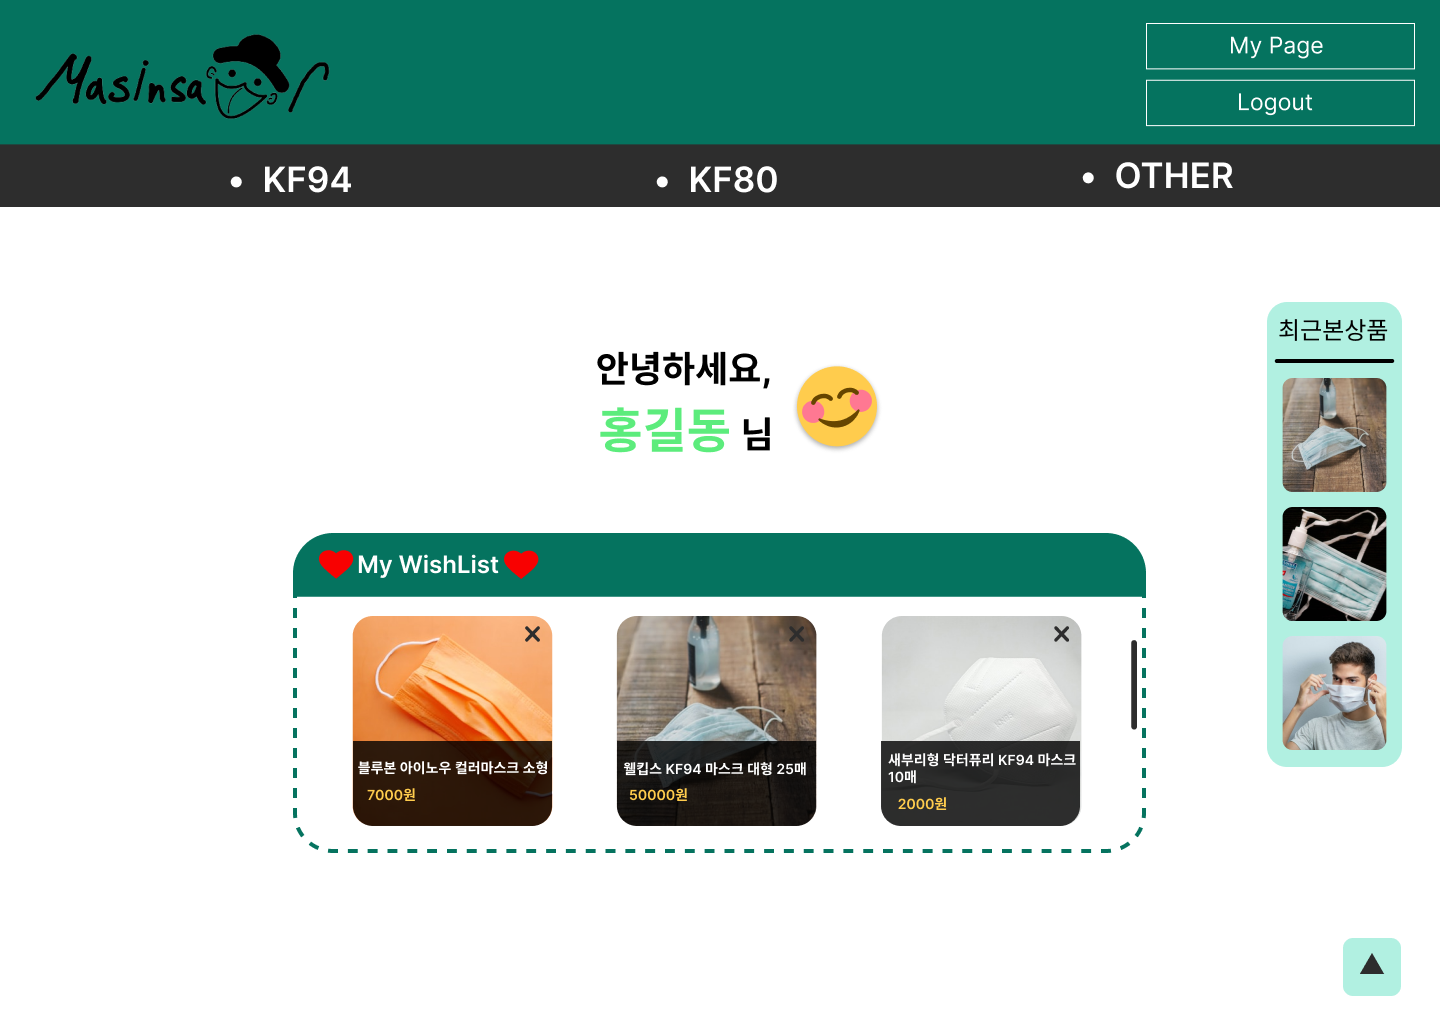 Masinsa
My Page
Logout
• KF94
• KF80
• OTHER
안녕하세요,
홍길동 님
최근본상품
My WishList
블루본 아이노우 컬러마스크 소형
7000원
웰킵스 KF94 마스크 대형 25매
50000원
새부리형 닥터퓨리 KF94 마스크
10매
2000원